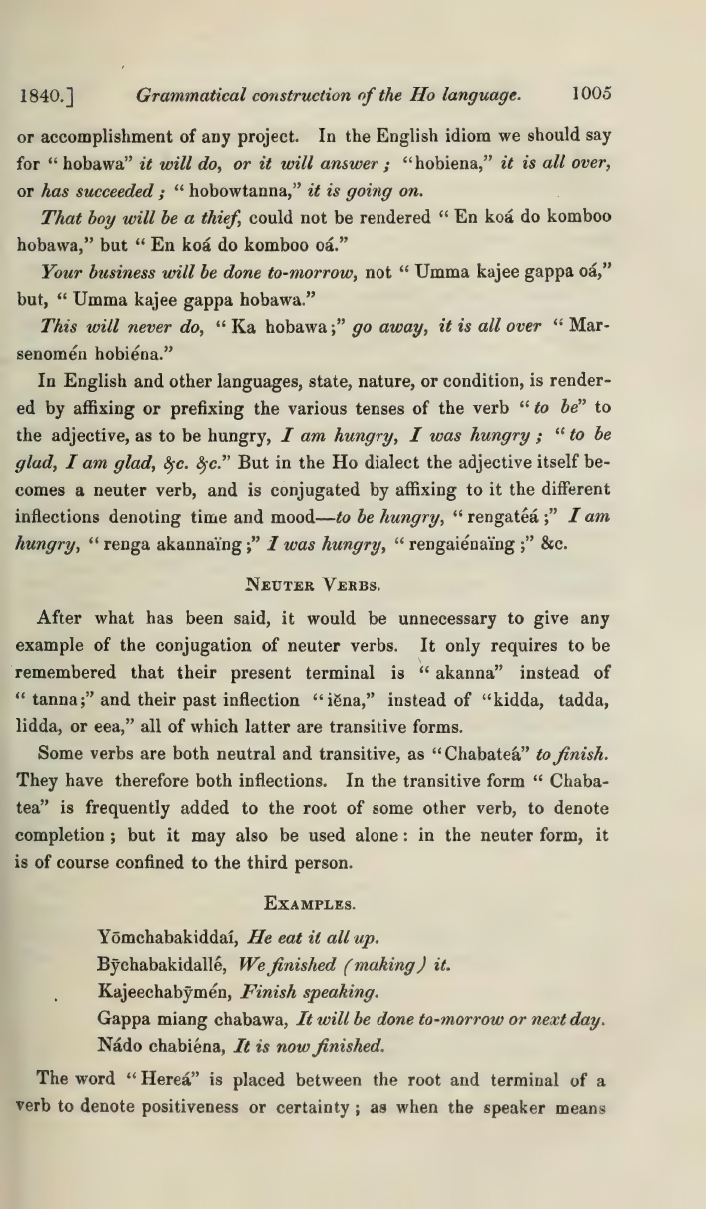 1840.] Grammatical construction of the Ho language. 1005
or accomplishment of any project. In the English idiom we should say
for “ hobawa” it will do, or it will answer ; “hobiena,” it is all over,
or has succeeded ; “ hobowtanna,” it is going on.
That boy will be a thief, could not be rendered “ En koá do komboo
hobawa,” but “ En koá do komboo oá.”
Your business will be done to-morrow, not “ Umma kajee gappa oá,”
but, “ Umma kajee gappa hobawa.”
This will never do, “ Ka hobawa ;” go away, it is all over “ Mar-
senomén hobiéna.”
In English and other languages, state, nature, or condition, is render-
ed by affixing or prefixing the various tenses of the verb “ to be” to
the adjective, as to be hungry, I am hungry, I was hungry ; “ to be
glad, I am glad, &c. &c.” But in the Ho dialect the adjective itself be-
comes a neuter verb, and is conjugated by affixing to it the different
inflections denoting time and mood—to be hungry, “ rengatéá ;” I am
hungry, “ renga akannaïng ;” I was hungry, “ rengaiénaïng ;” &c.
NEUTER VERBS.
After what has been said, it would be unnecessary to give any
example of the conjugation of neuter verbs. It only requires to be
remembered that their present terminal is “ akanna” instead of
“ tanna ;” and their past inflection “ iĕna,” instead of “kidda, tadda,
lidda, or eea,” all of which latter are transitive forms.
Some verbs are both neutral and transitive, as “Chabateá” to finish.
They have therefore both inflections. In the transitive form “ Chaba-
tea” is frequently added to the root of some other verb, to denote
completion ; but it may also be used alone : in the neuter form, it
is of course confined to the third person.
EXAMPLES.
Yōmchabakiddaí, He eat it all up.
Bȳchabakidallé, We finished (making) it.
Kajeechabȳmén, Finish speaking.
Gappa miang chabawa, It will be done to-morrow or next day.
Nádo chabiéna, It is now finished.
The word “ Hereá” is placed between the root and terminal of a
verb to denote positiveness or certainty ; as when the speaker means